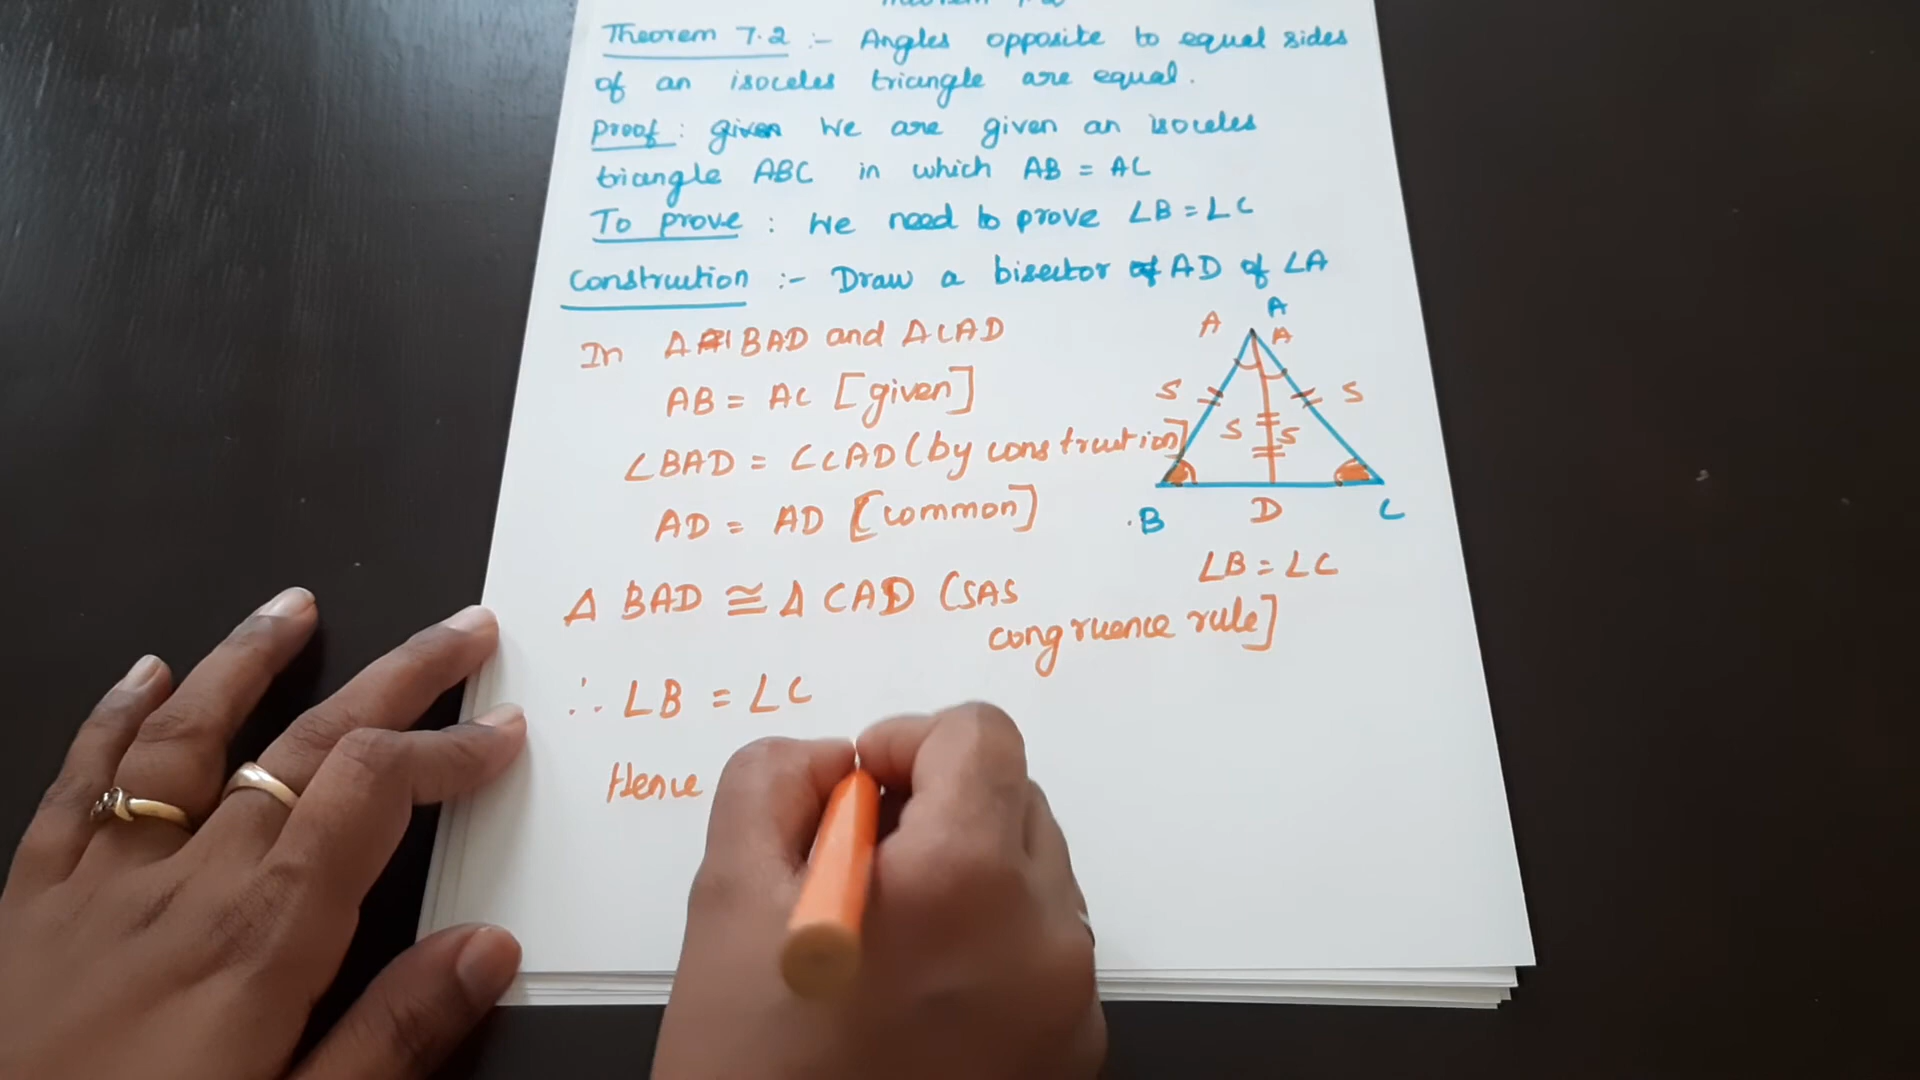 Theorem 7.2 :- Angles opposite to equal sides
of an isoceles triangle are equal.
Proof : given We are given an isoceles
triangle ABC in which AB = AC
To prove : We need to prove ∠B = ∠C
Construction :- Draw a bisector of AD of ∠A
In Δ BAD and ΔCAD
AB = AC [given]
∠BAD = ∠CAD (by construction]
AD = AD [common]
Δ BAD ≅ Δ CAD (SAS
congruence rule]
∴ ∠B = ∠C
Hence
A
A A
S S
S S
B D C
∠B = ∠C